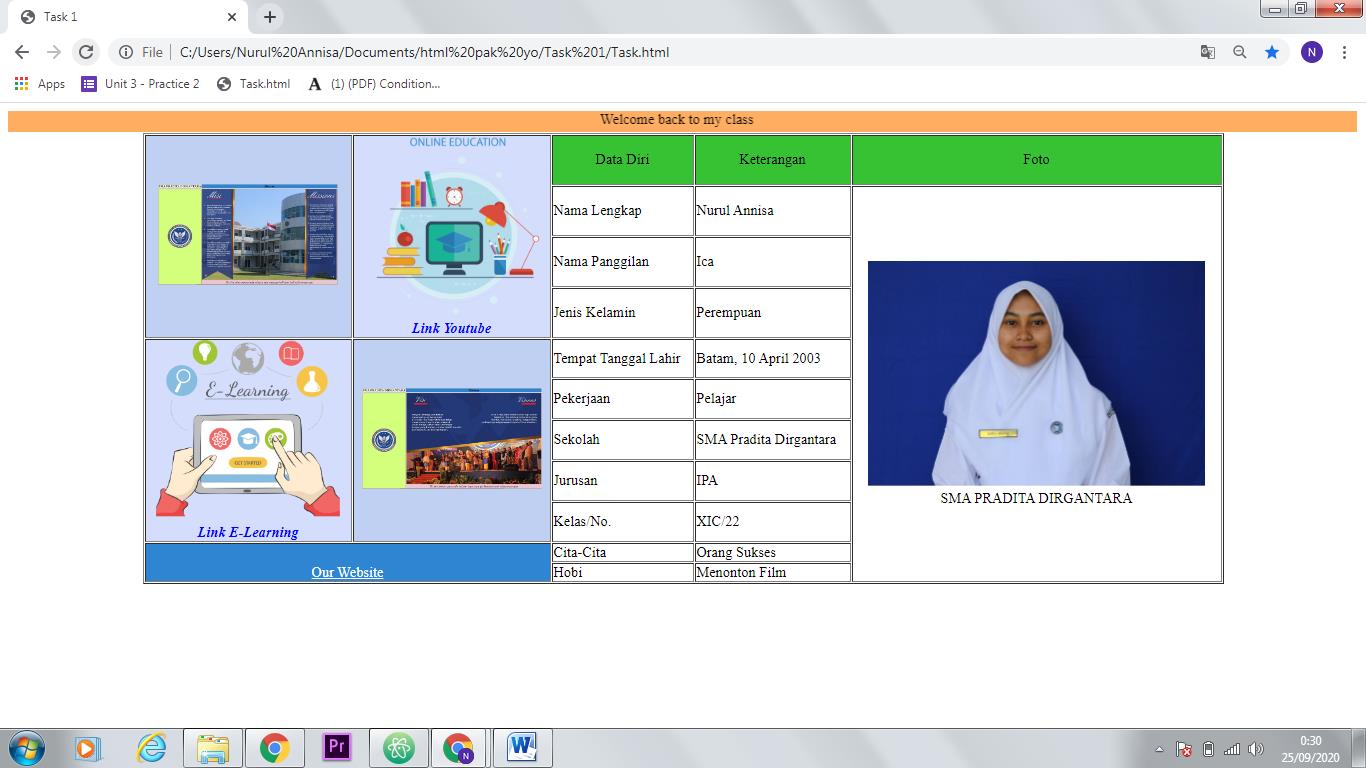 Task 1
File
C:/Users/Nurul%20Annisa/Documents/html%20pak%20yo/Task%201/Task.html
N
Apps
Unit 3 - Practice 2
Task.html
A
(1) (PDF) Condition...
Welcome back to my class
Misi
Missions
ONLINE EDUCATION
Link Youtube
E-Learning
GET STARTED
Link E-Learning
Our Website
Data Diri Keterangan Foto
Nama Lengkap Nurul Annisa
Nama Panggilan Ica
Jenis Kelamin Perempuan
Tempat Tanggal Lahir Batam, 10 April 2003
Pekerjaan Pelajar
Sekolah SMA Pradita Dirgantara
Jurusan IPA
Kelas/No. XIC/22
Cita-Cita Orang Sukses
Hobi Menonton Film
SMA PRADITA DIRGANTARA
Pr
N
W
0:30
25/09/2020